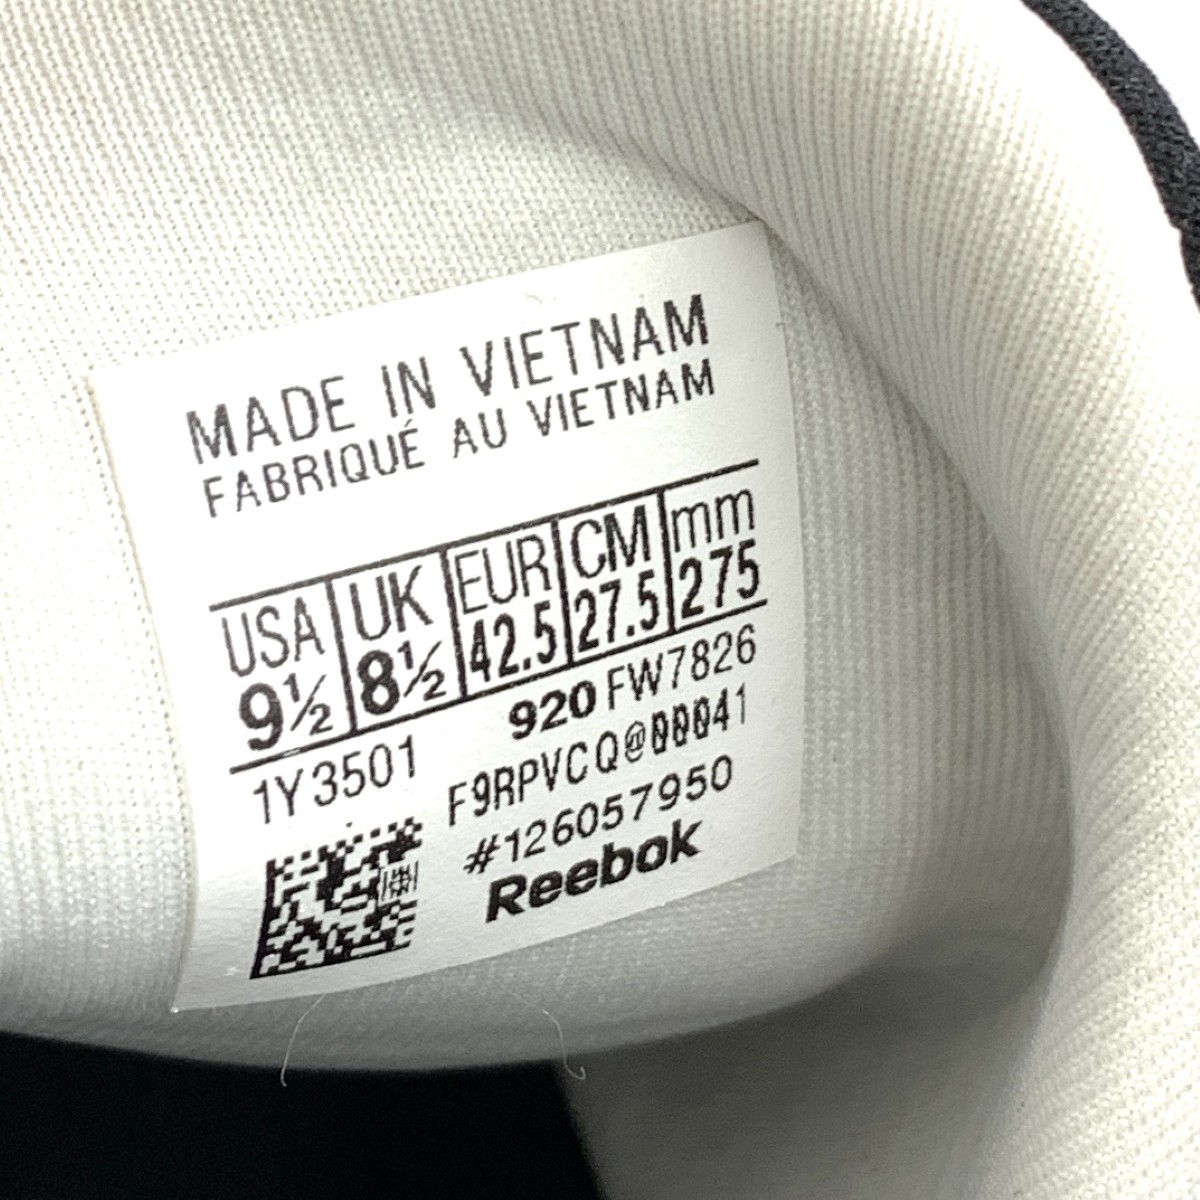 MADE IN VIETNAM
FABRIQUÉ AU VIETNAM
USA UK EUR CM mm
9½ 8½ 42.5 27.5 275
920 FW7826
1Y3501
F9RPVCQ@00041
#126057950
Reebok